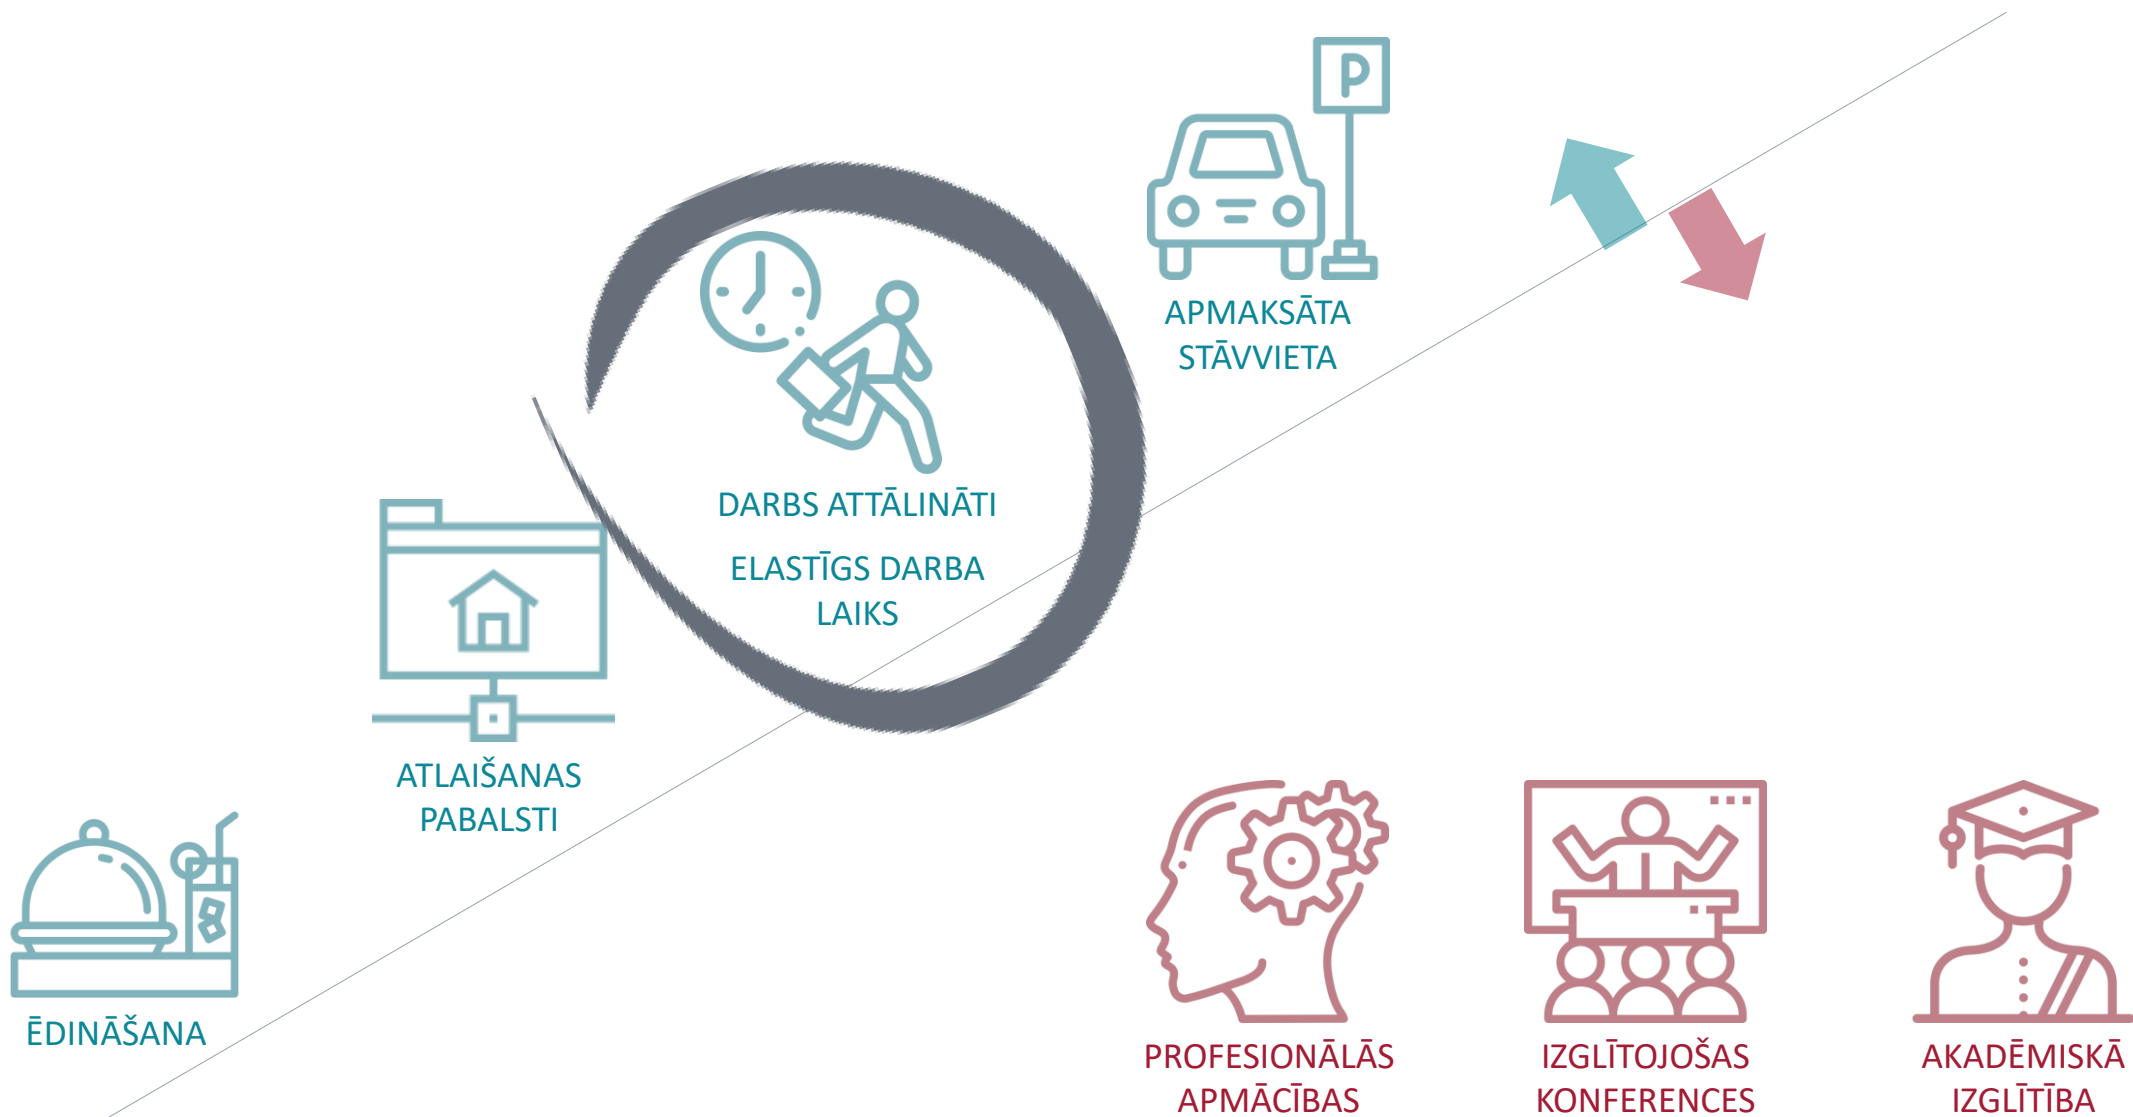 P
APMAKSĀTA
STĀVVIETA
DARBS ATTĀLINĀTI
ELASTĪGS DARBA
LAIKS
ATLAIŠANAS
PABALSTI
ĒDINĀŠANA
PROFESIONĀLĀS
APMĀCĪBAS
IZGLĪTOJOŠAS
KONFERENCES
AKADĒMISKĀ
IZGLĪTĪBA